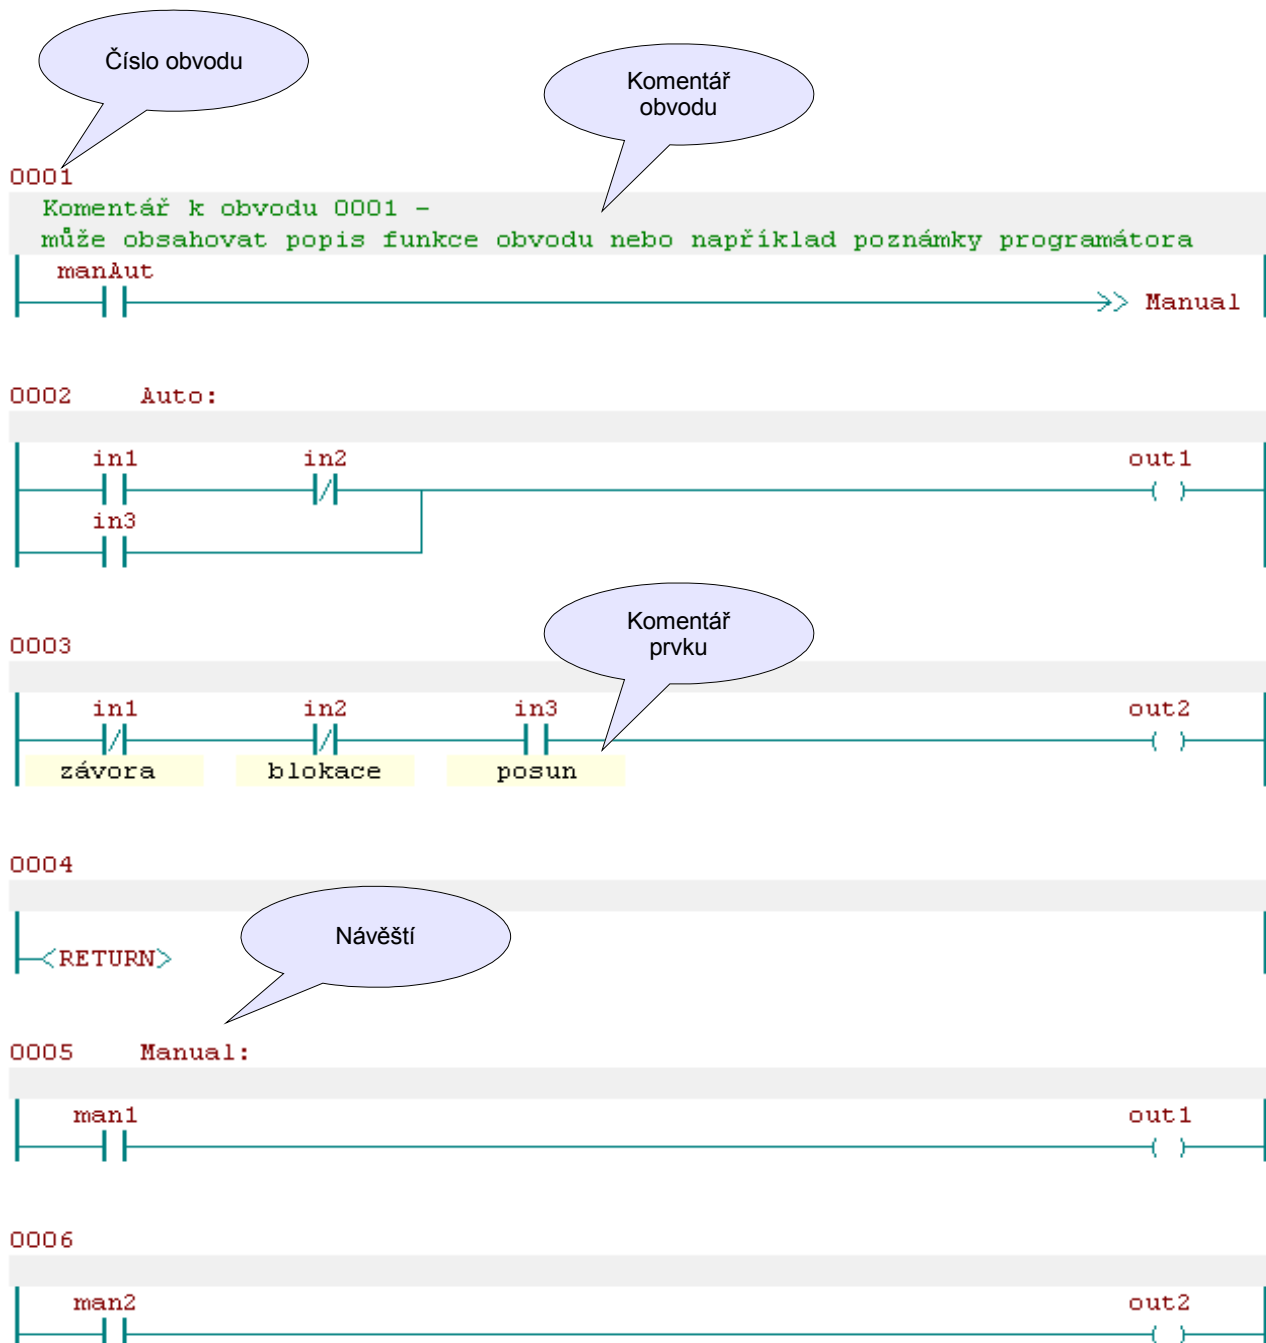 Číslo obvodu
Komentář
obvodu
0001
Komentář k obvodu 0001 -
může obsahovat popis funkce obvodu nebo například poznámky programátora
manAut
Manual
0002 Auto:
in1 in2 out1
in3
Komentář
prvku
0003
in1 in2 in3 out2
závora blokace posun
0004
Návěští
<RETURN>
0005 Manual:
man1 out1
0006
man2 out2